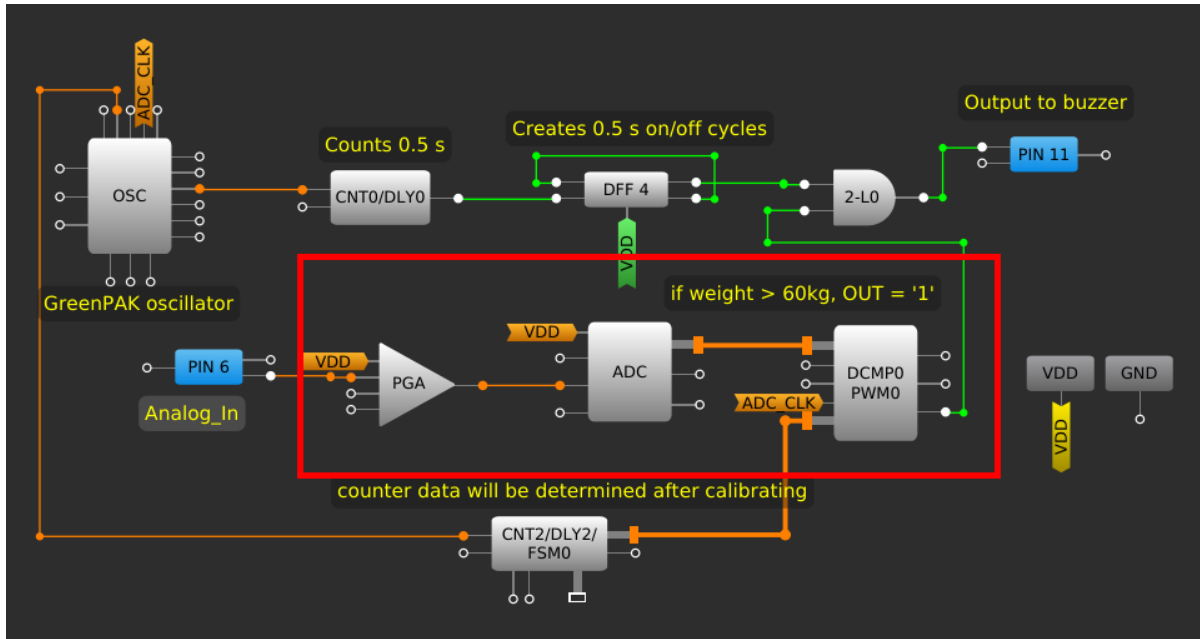 ADC_CLK
Output to buzzer
Creates 0.5 s on/off cycles
Counts 0.5 s
PIN 11
OSC
CNT0/DLY0
DFF 4
2-L0
VDD
GreenPAK oscillator
if weight > 60kg, OUT = '1'
VDD
VDD
PIN 6
PGA
ADC
DCMP0
PWM0
VDD
GND
ADC_CLK
Analog_In
VDD
counter data will be determined after calibrating
CNT2/DLY2/
FSM0